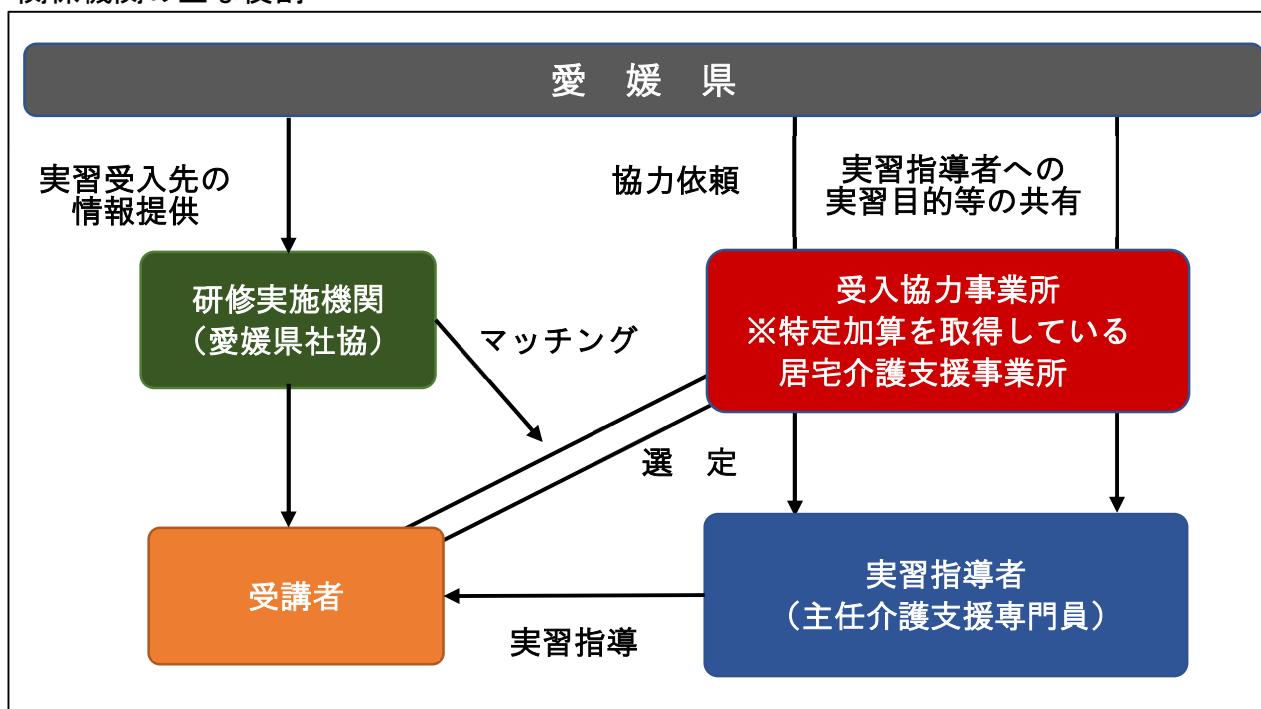 愛　媛　県
実習受入先の
情報提供
協力依頼
実習指導者への
実習目的等の共有
研修実施機関
（愛媛県社協）
マッチング
受入協力事業所
※特定加算を取得している
居宅介護支援事業所
選　定
受講者
実習指導
実習指導者
（主任介護支援専門員）